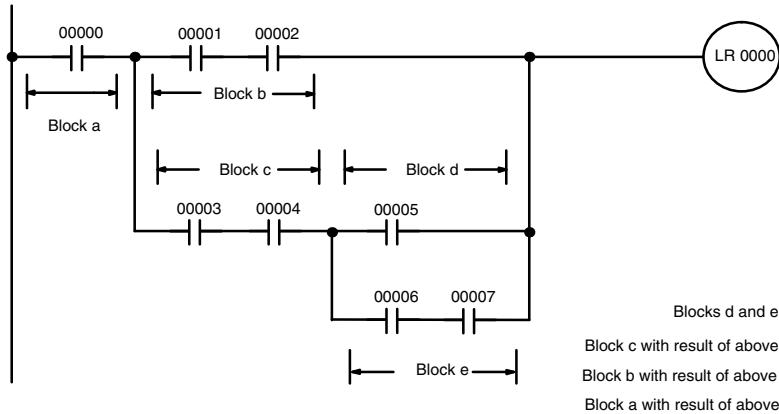 00000 00001 00002
LR 0000
Block a
Block b
Block c
Block d
00003 00004 00005
00006 00007
Block e
Blocks d and e
Block c with result of above
Block b with result of above
Block a with result of above